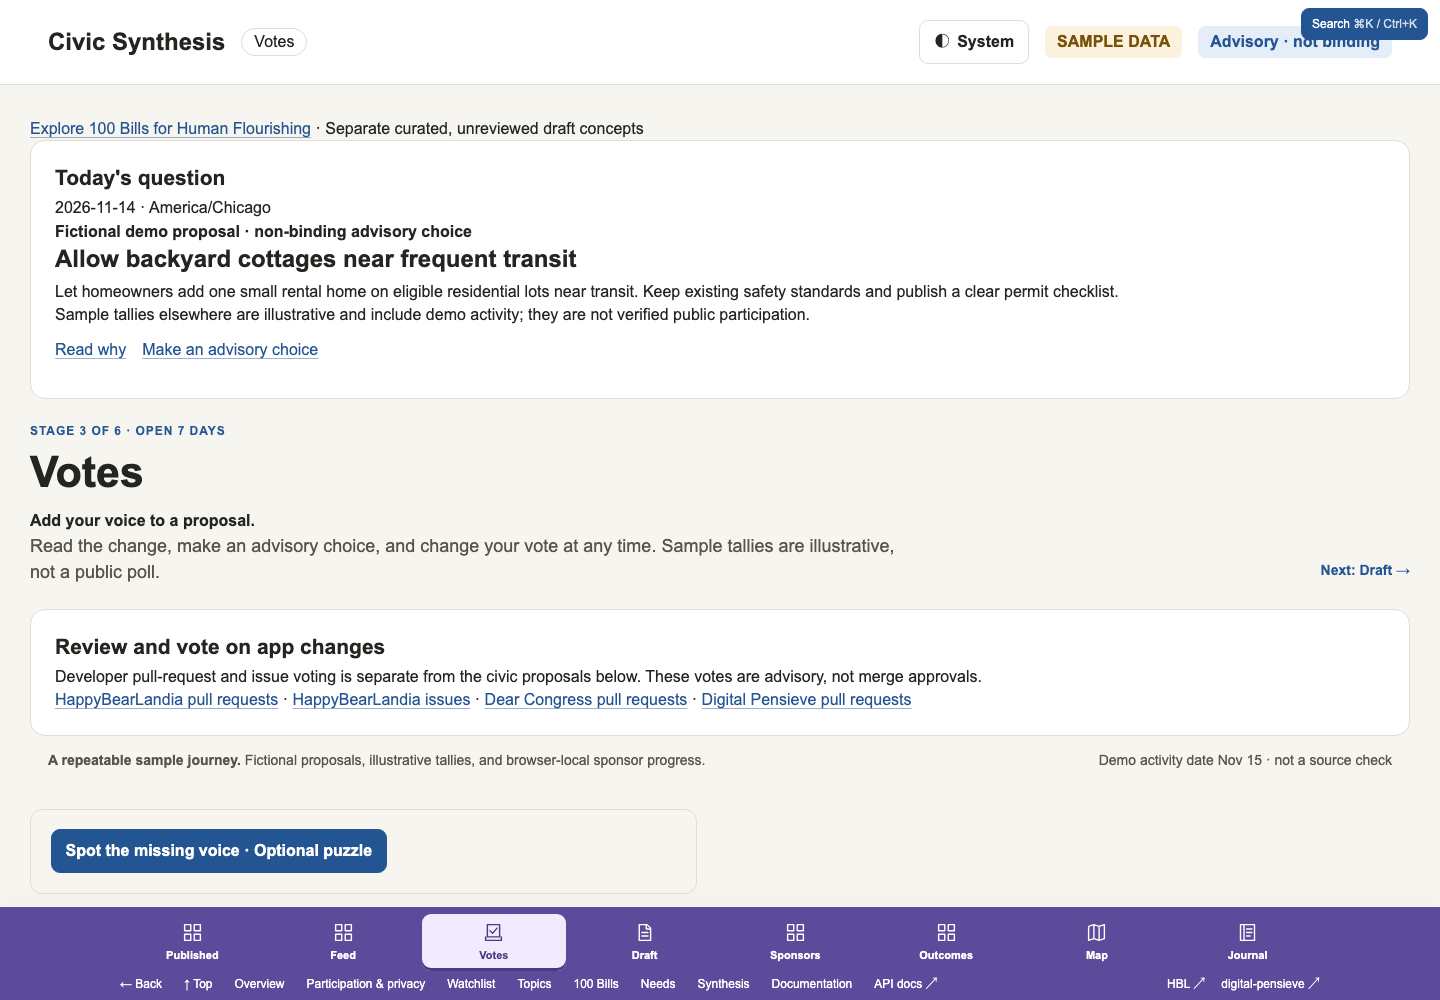 Civic Synthesis Votes System SAMPLE DATA Advisory · not binding Search ⌘K / Ctrl+K
Explore 100 Bills for Human Flourishing · Separate curated, unreviewed draft concepts
Today's question
2026-11-14 · America/Chicago
Fictional demo proposal · non-binding advisory choice
Allow backyard cottages near frequent transit
Let homeowners add one small rental home on eligible residential lots near transit. Keep existing safety standards and publish a clear permit checklist.
Sample tallies elsewhere are illustrative and include demo activity; they are not verified public participation.
Read why Make an advisory choice
STAGE 3 OF 6 · OPEN 7 DAYS
Votes
Add your voice to a proposal.
Read the change, make an advisory choice, and change your vote at any time. Sample tallies are illustrative,
not a public poll.
Next: Draft →
Review and vote on app changes
Developer pull-request and issue voting is separate from the civic proposals below. These votes are advisory, not merge approvals.
HappyBearLandia pull requests · HappyBearLandia issues · Dear Congress pull requests · Digital Pensieve pull requests
A repeatable sample journey. Fictional proposals, illustrative tallies, and browser-local sponsor progress. Demo activity date Nov 15 · not a source check
Spot the missing voice · Optional puzzle
Published Feed Votes Draft Sponsors Outcomes Map Journal
← Back ↑ Top Overview Participation & privacy Watchlist Topics 100 Bills Needs Synthesis Documentation API docs ↗ HBL ↗ digital-pensieve ↗